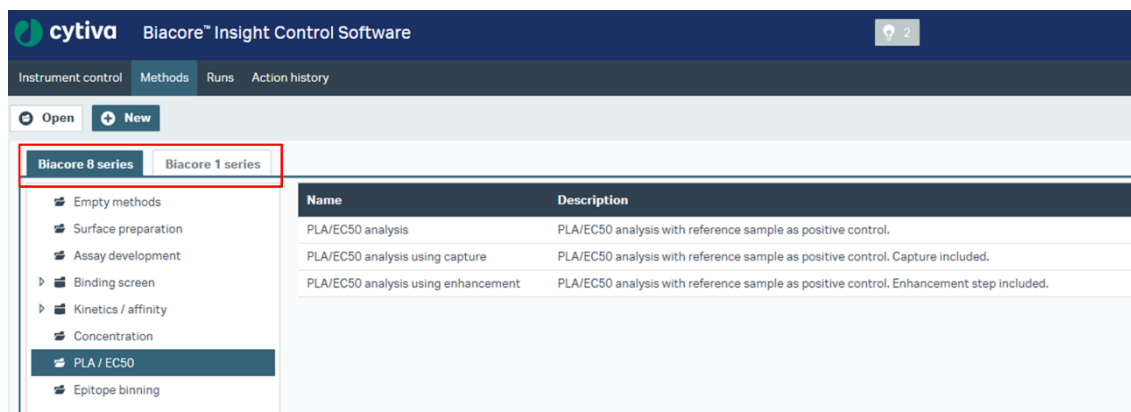 cytiva Biacore™ Insight Control Software 2
Instrument control Methods Runs Action history
Open New
Biacore 8 series Biacore 1 series
Empty methods
Surface preparation
Assay development
Binding screen
Kinetics / affinity
Concentration
PLA / EC50
Epitope binning
Name Description
PLA/EC50 analysis PLA/EC50 analysis with reference sample as positive control.
PLA/EC50 analysis using capture PLA/EC50 analysis with reference sample as positive control. Capture included.
PLA/EC50 analysis using enhancement PLA/EC50 analysis with reference sample as positive control. Enhancement step included.